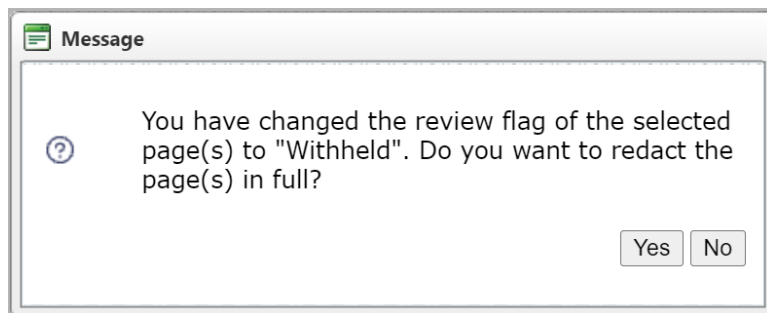 Message
You have changed the review flag of the selected
page(s) to "Withheld". Do you want to redact the
page(s) in full?
Yes No